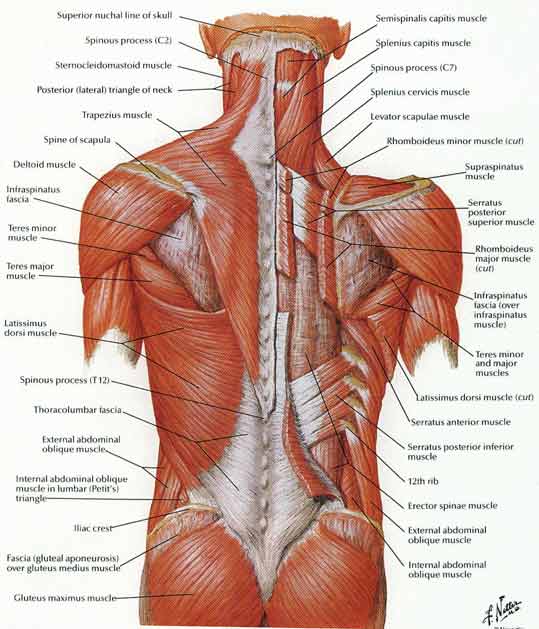 Superior nuchal line of skull
Spinous process (C2)
Sternocleidomastoid muscle
Posterior (lateral) triangle of neck
Trapezius muscle
Spine of scapula
Deltoid muscle
Infraspinatus
fascia
Teres minor
muscle
Teres major
muscle
Latissimus
dorsi muscle
Spinous process (T12)
Thoracolumbar fascia
External abdominal
oblique muscle
Internal abdominal oblique
muscle in lumbar (Petit's)
triangle
Iliac crest
Fascia (gluteal aponeurosis)
over gluteus medius muscle
Gluteus maximus muscle
Semispinalis capitis muscle
Splenius capitis muscle
Spinous process (C7)
Splenius cervicis muscle
Levator scapulae muscle
Rhomboideus minor muscle (cut)
Supraspinatus
muscle
Serratus
posterior
superior muscle
Rhomboideus
major muscle
(cut)
Infraspinatus
fascia (over
infraspinatus
muscle)
Teres minor
and major
muscles
Latissimus dorsi muscle (cut)
Serratus anterior muscle
Serratus posterior inferior
muscle
12th rib
Erector spinae muscle
External abdominal
oblique muscle
Internal abdominal
oblique muscle
F. Netter